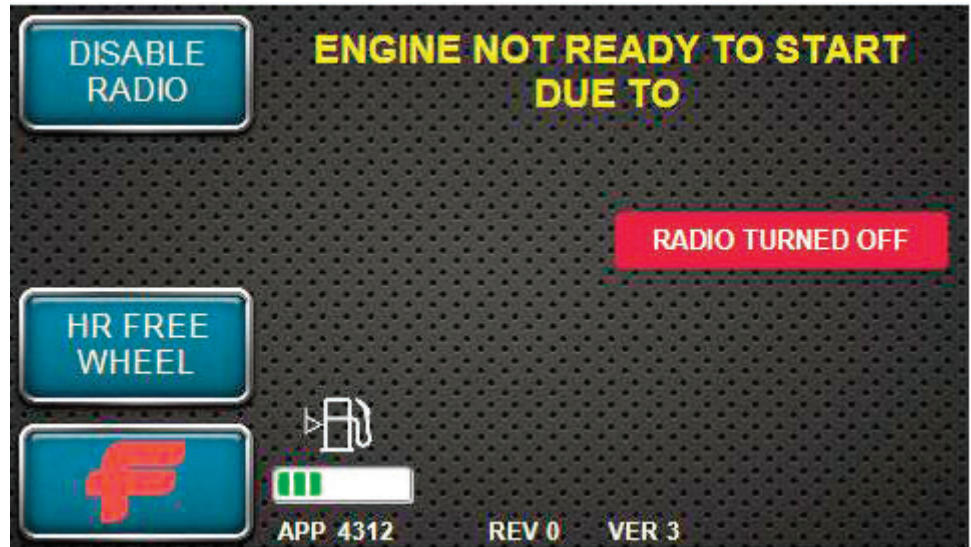 DISABLE
RADIO
ENGINE NOT READY TO START
DUE TO
RADIO TURNED OFF
HR FREE
WHEEL
APP 4312 REV 0 VER 3